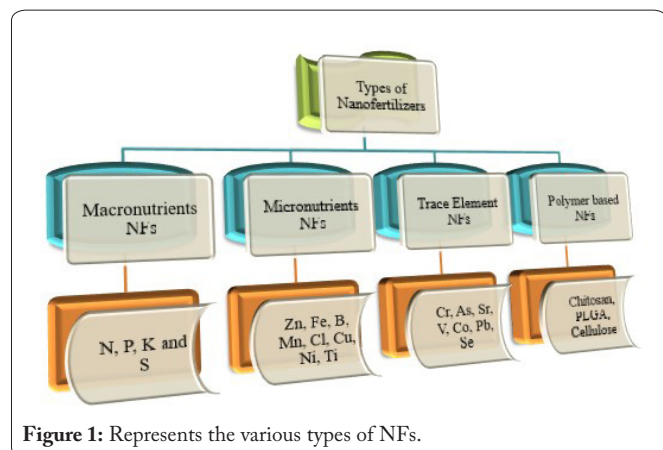 Types of
Nanofertilizers
Macronutrients
NFs
Micronutrients
NFs
Trace Element
NFs
Polymer based
NFs
N, P, K and
S
Zn, Fe, B,
Mn, Cl, Cu,
Ni, Ti
Cr, As, Sr,
V, Co, Pb,
Se
Chitosan,
PLGA,
Cellulose
Figure 1: Represents the various types of NFs.